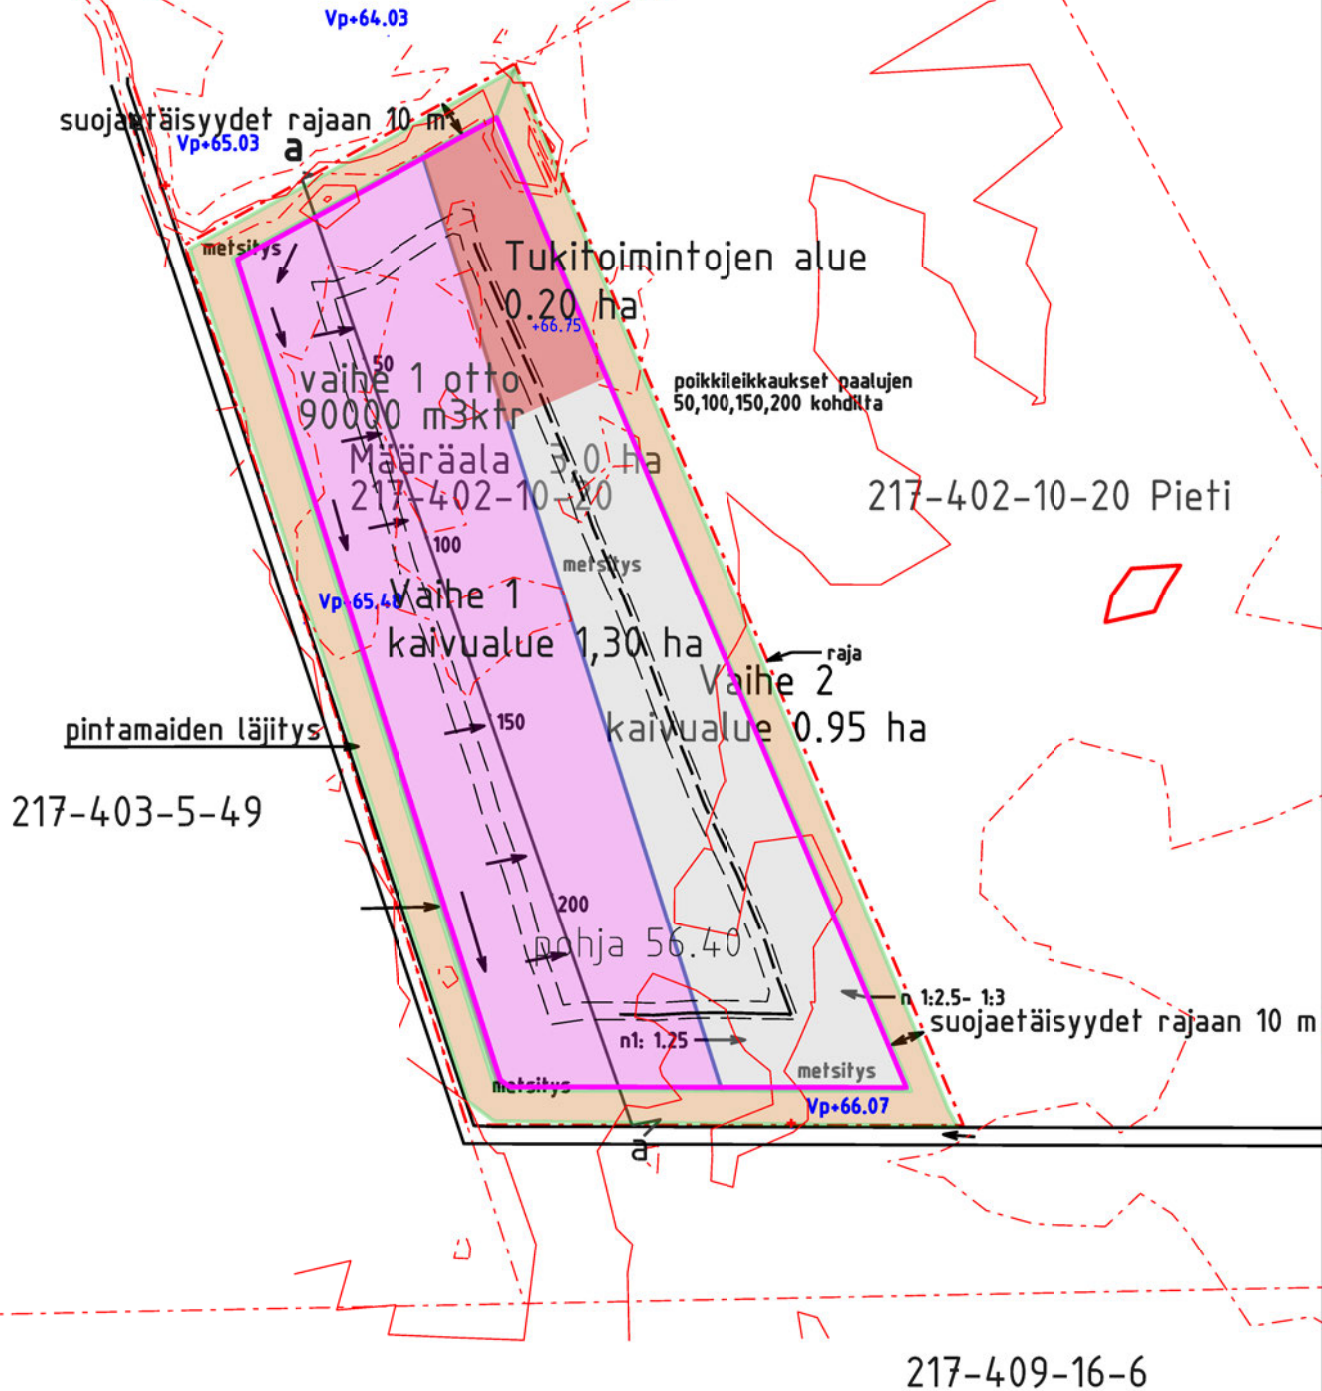 Vp+64.03
suojaetäisyydet rajaan 10 m
Vp+65.03
a
metsitys
Tukitoimintojen alue
0.20 ha
+66.75
50
vaihe 1 otto
90000 m3ktr
poikkileikkaukset paalujen
50,100,150,200 kohdilta
Määräala 3.0 ha
217-402-10-20
217-402-10-20 Pieti
100
metsitys
Vp+65.48
Vaihe 1
kaivualue 1,30 ha
raja
Vaihe 2
kaivualue 0.95 ha
150
pintamaiden läjitys
217-403-5-49
200
pohja 56.40
n 1:2.5- 1:3
suojaetäisyydet rajaan 10 m
n1: 1.25
metsitys
metsitys
Vp+66.07
a
217-409-16-6